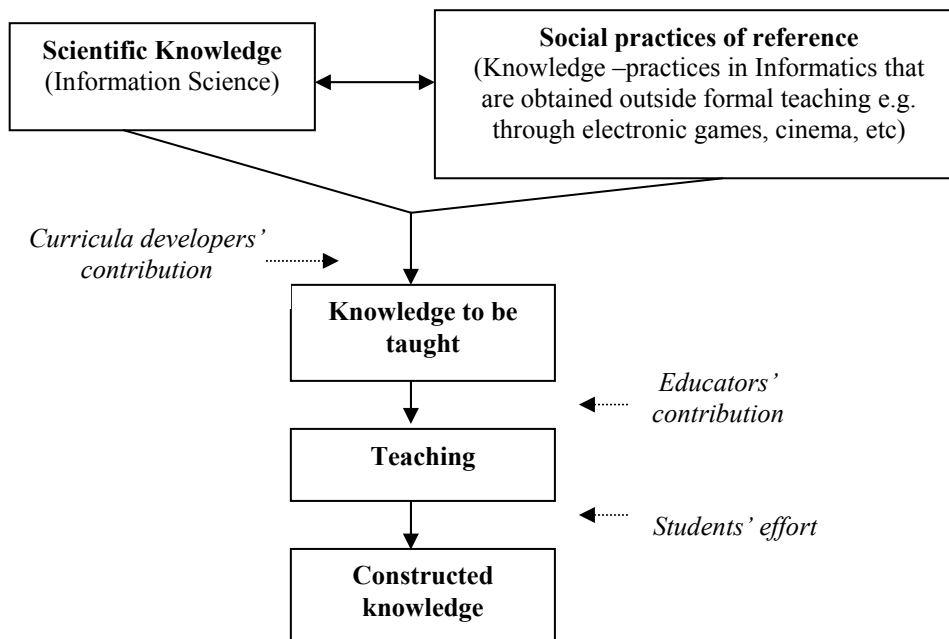 Scientific Knowledge
(Information Science)
Social practices of reference
(Knowledge –practices in Informatics that
are obtained outside formal teaching e.g.
through electronic games, cinema, etc)
Curricula developers’
contribution
Knowledge to be
taught
Educators’
contribution
Teaching
Students’ effort
Constructed
knowledge